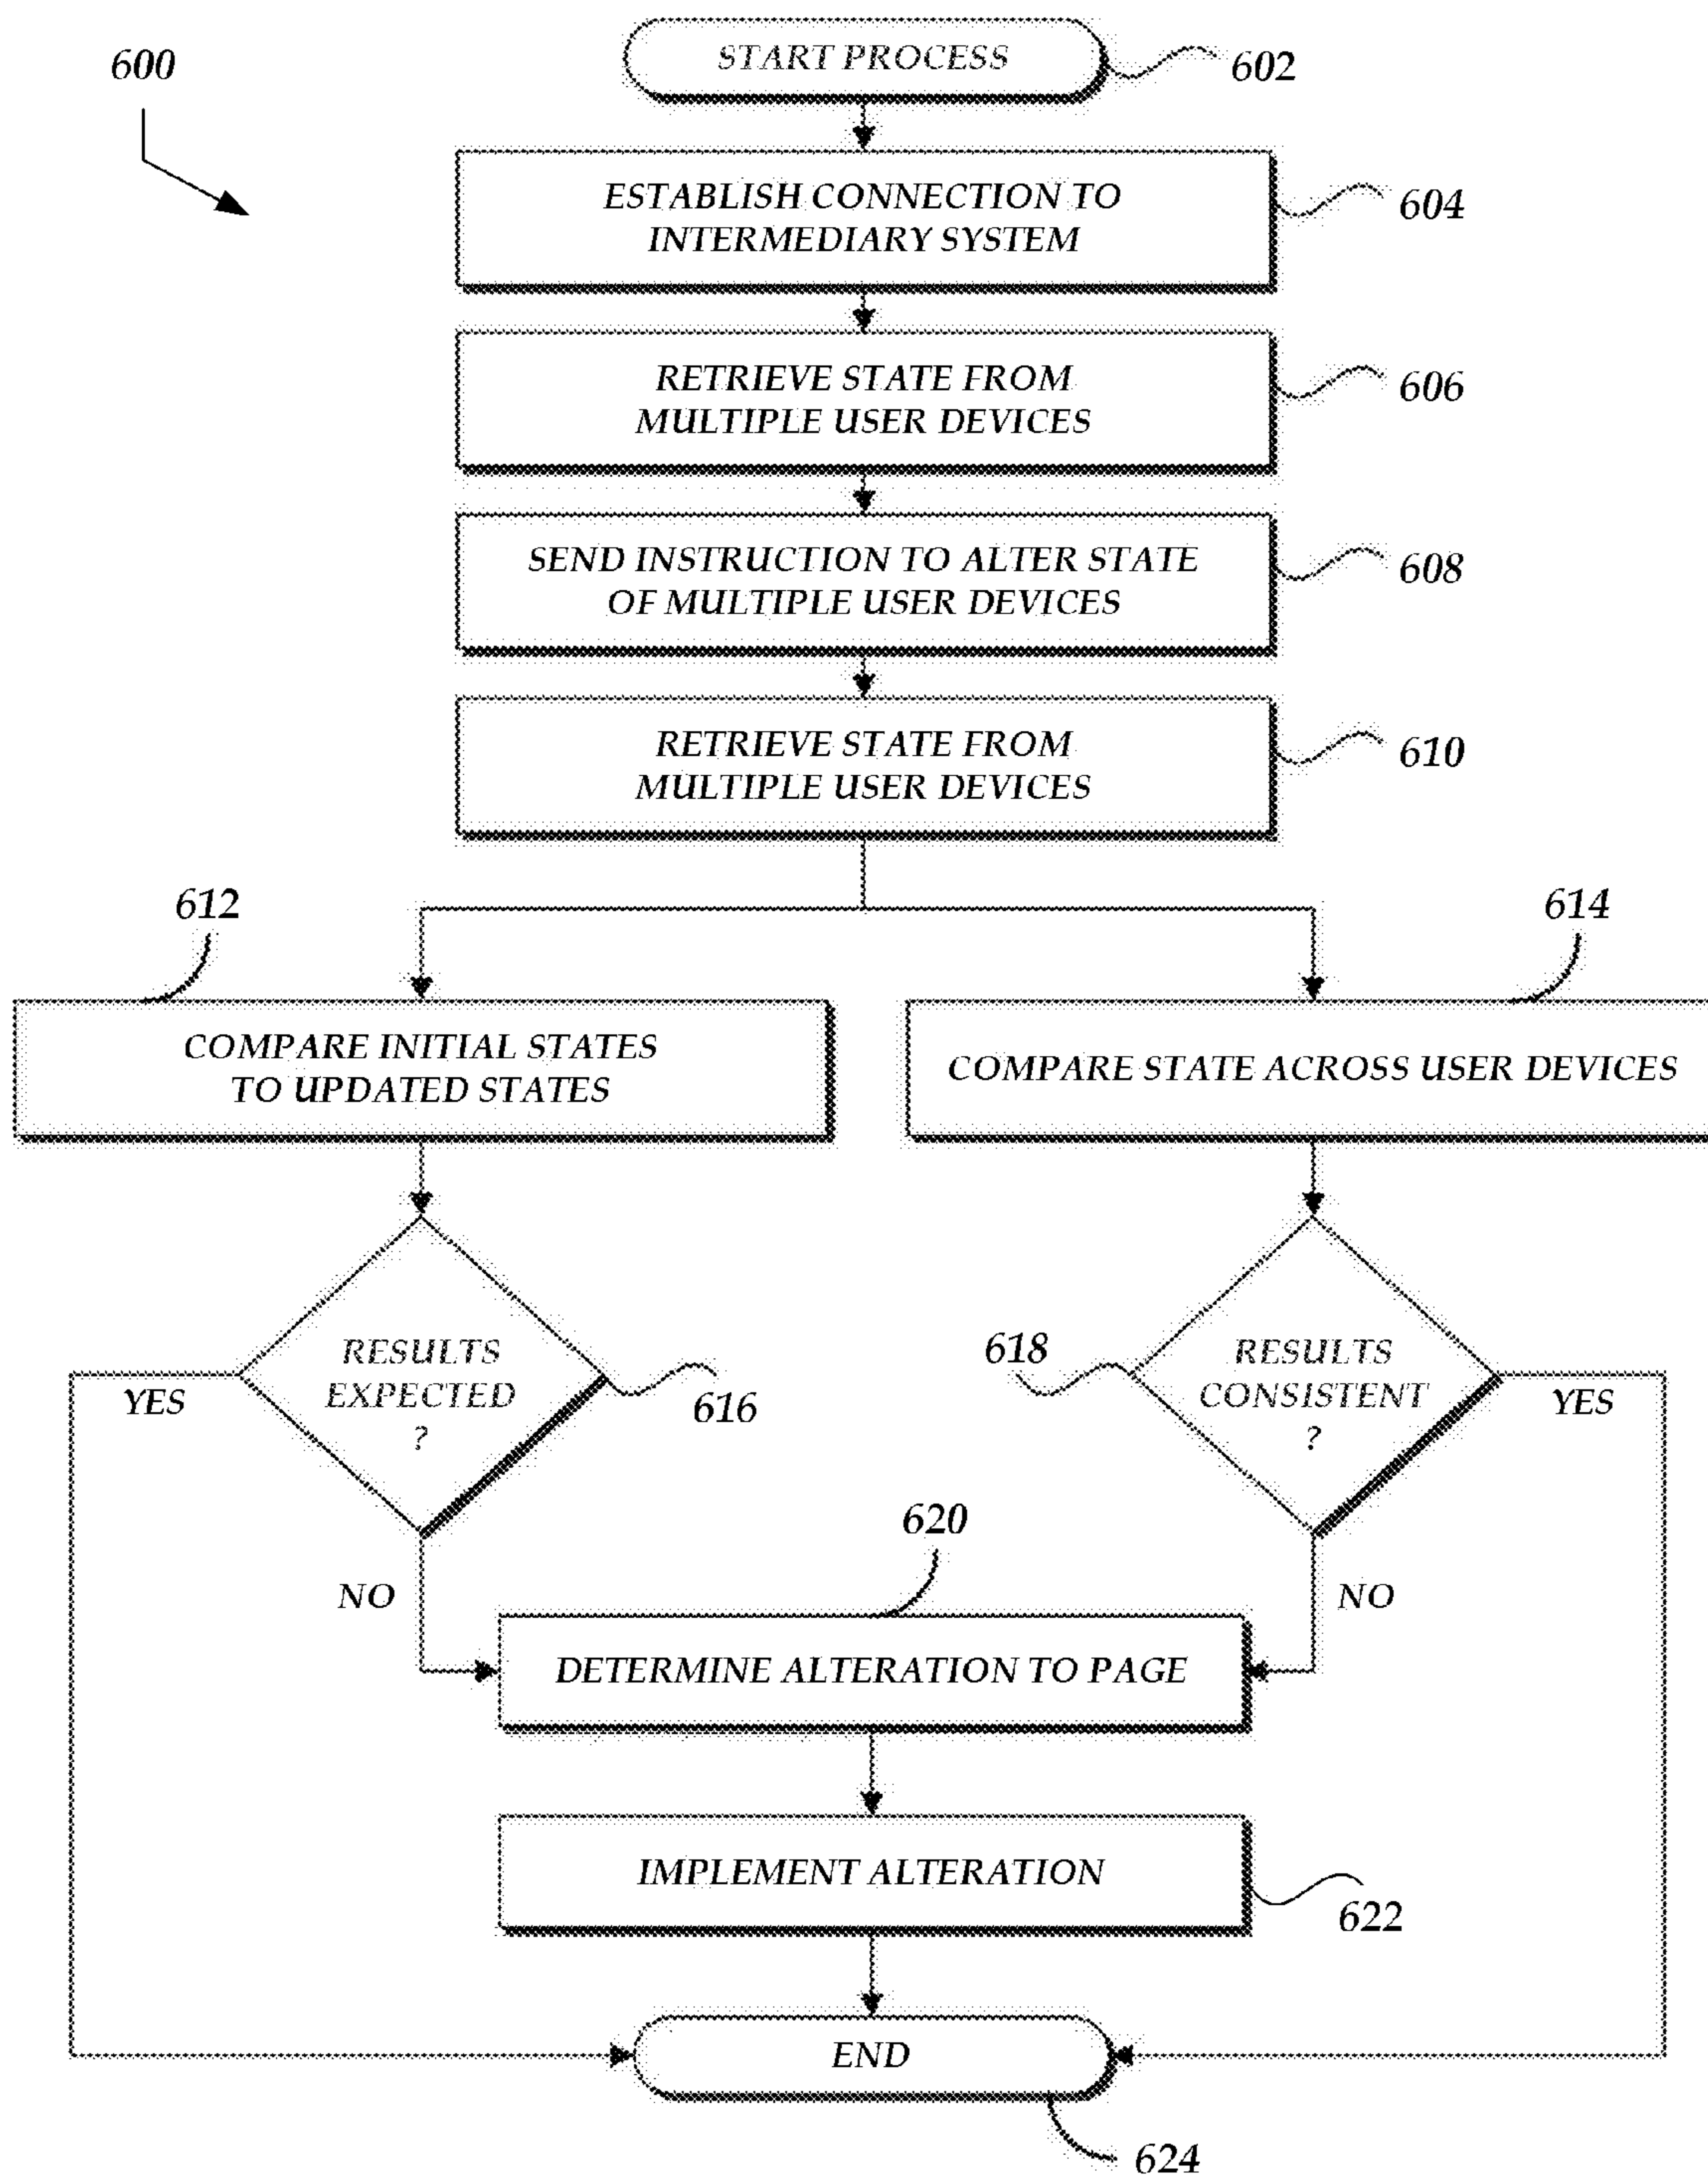 600
START PROCESS
602
ESTABLISH CONNECTION TO
INTERMEDIARY SYSTEM
604
RETRIEVE STATE FROM
MULTIPLE USER DEVICES
606
SEND INSTRUCTION TO ALTER STATE
OF MULTIPLE USER DEVICES
608
RETRIEVE STATE FROM
MULTIPLE USER DEVICES
610
612
614
COMPARE INITIAL STATES
TO UPDATED STATES
COMPARE STATE ACROSS USER DEVICES
RESULTS
EXPECTED
?
YES
616
618
RESULTS
CONSISTENT
?
YES
620
NO
NO
DETERMINE ALTERATION TO PAGE
IMPLEMENT ALTERATION
622
END
624